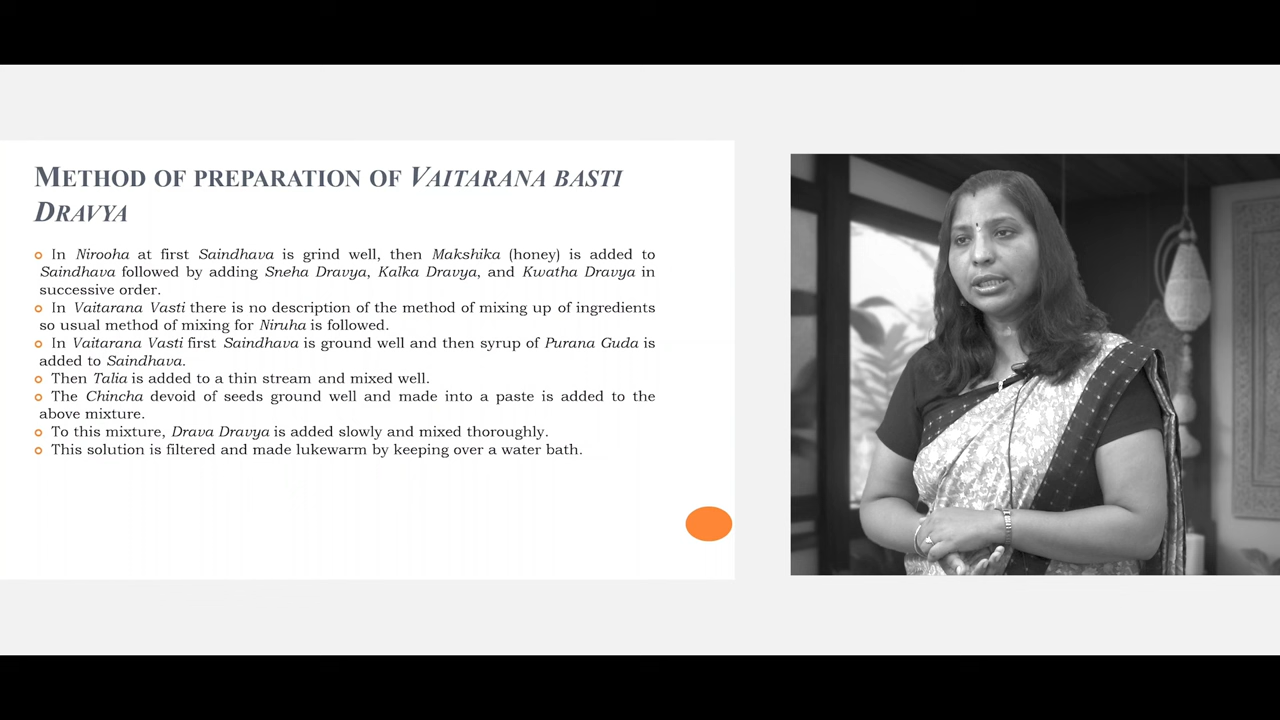 METHOD OF PREPARATION OF VAITARANA BASTI
DRAVYA
In Nirooha at first Saindhava is grind well, then Makshika (honey) is added to
Saindhava followed by adding Sneha Dravya, Kalka Dravya, and Kwatha Dravya in
successive order.
In Vaitarana Vasti there is no description of the method of mixing up of ingredients
so usual method of mixing for Niruha is followed.
In Vaitarana Vasti first Saindhava is ground well and then syrup of Purana Guda is
added to Saindhava.
Then Talia is added to a thin stream and mixed well.
The Chincha devoid of seeds ground well and made into a paste is added to the
above mixture.
To this mixture, Drava Dravya is added slowly and mixed thoroughly.
This solution is filtered and made lukewarm by keeping over a water bath.